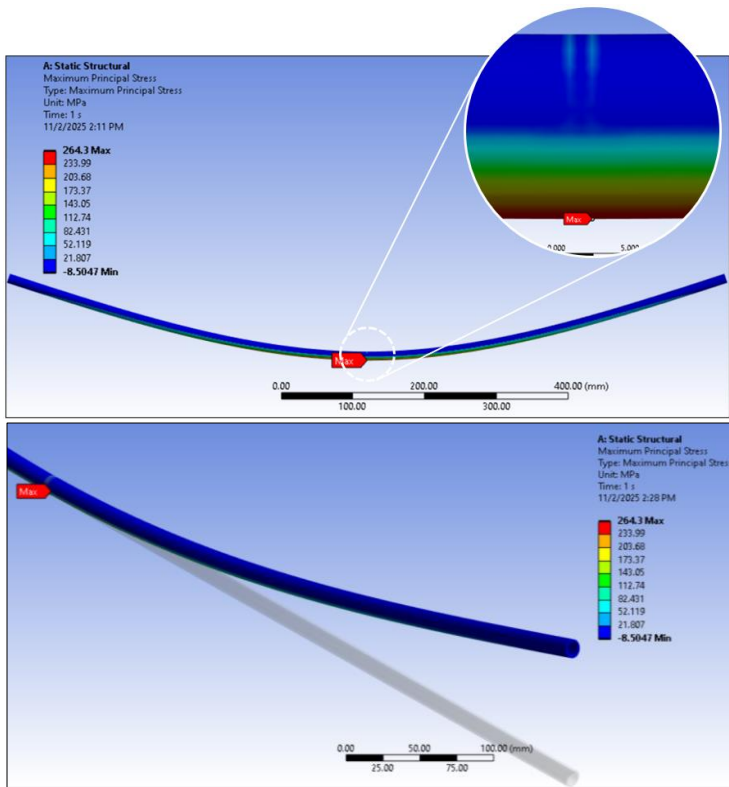 A: Static Structural
Maximum Principal Stress
Type: Maximum Principal Stress
Unit: MPa
Time: 1 s
11/2/2025 2:11 PM
264.3 Max
233.99
203.68
173.37
143.05
112.74
82.431
52.119
21.807
-8.5047 Min
Max
0.000 5.000
Max
0.00 200.00 400.00 (mm)
100.00 300.00
A: Static Structural
Maximum Principal Stress
Type: Maximum Principal Stress
Unit: MPa
Time: 1 s
11/2/2025 2:28 PM
264.3 Max
233.99
203.68
173.37
143.05
112.74
82.431
52.119
21.807
-8.5047 Min
Max
0.00 50.00 100.00 (mm)
25.00 75.00